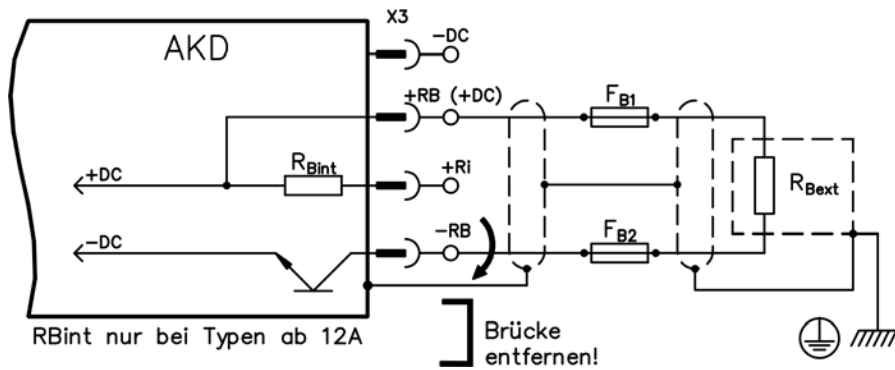 X3
AKD
-DC
+RB (+DC)
F_B1
R_Bint
+Ri
+DC
R_Bext
-RB
F_B2
-DC
RBint nur bei Typen ab 12A
Brücke
entfernen!